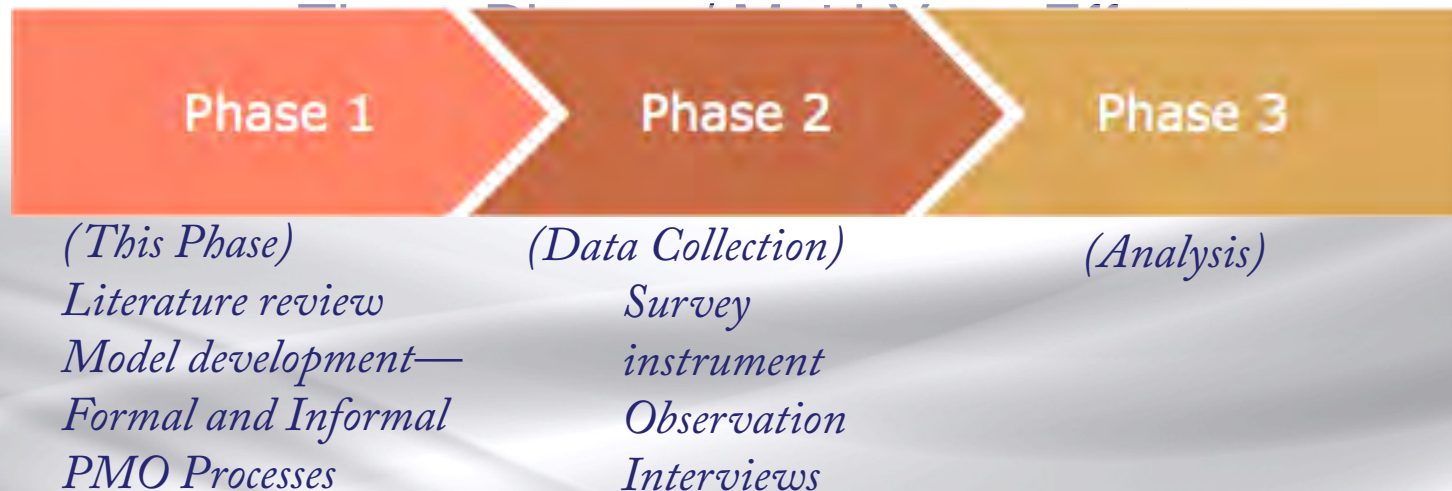 Phase 1
Phase 2
Phase 3
(This Phase)
Literature review
Model development—
Formal and Informal
PMO Processes
(Data Collection)
Survey
instrument
Observation
Interviews
(Analysis)